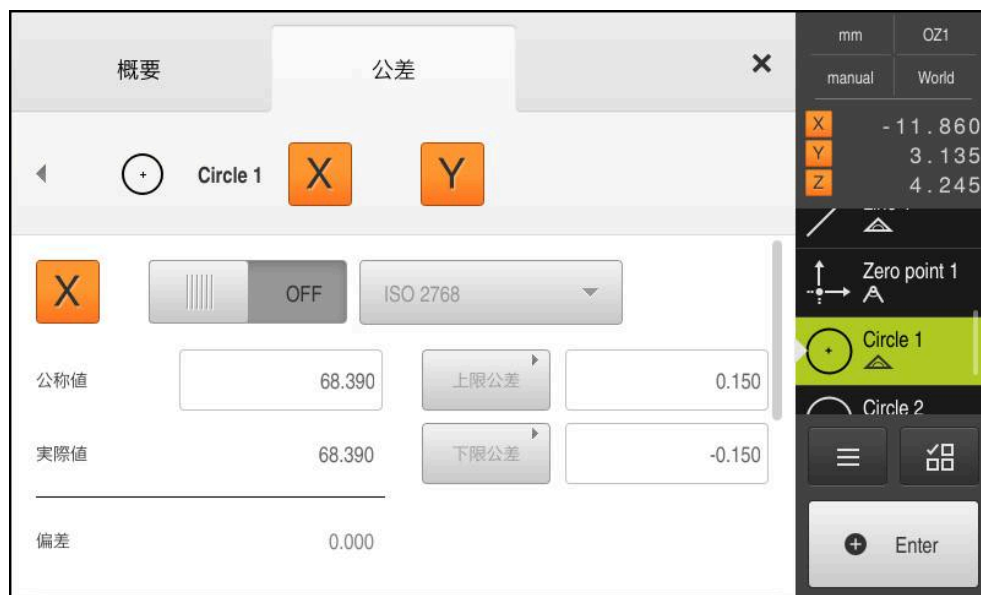 概要
公差
Circle 1
X
Y
X
OFF
ISO 2768
公称値
68.390
上限公差
0.150
実際値
68.390
下限公差
-0.150
偏差
0.000
mm
OZ1
manual
World
X -11.860
Y 3.135
Z 4.245
Zero point 1
Circle 1
Circle 2
Enter